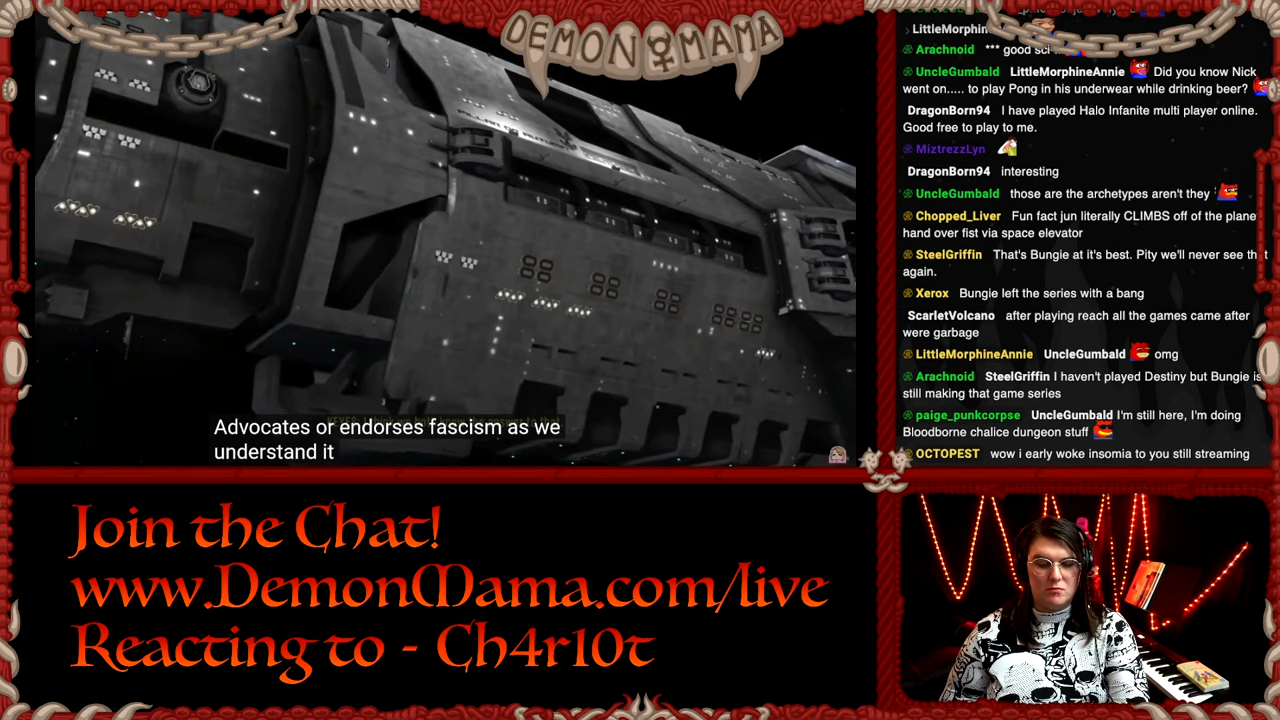 DEMON MAMA
Advocates or endorses fascism as we
understand it
LittleMorphin
Arachnoid *** good sci
UncleGumbald LittleMorphineAnnie Did you know Nick
went on..... to play Pong in his underwear while drinking beer?
DragonBorn94 I have played Halo Infanite multi player online.
Good free to play to me.
MiztrezzLyn
DragonBorn94 interesting
UncleGumbald those are the archetypes aren't they
Chopped_Liver Fun fact jun literally CLIMBS off of the plane
hand over fist via space elevator
SteelGriffin That's Bungie at it's best. Pity we'll never see that
again.
Xerox Bungie left the series with a bang
ScarletVolcano after playing reach all the games came after
were garbage
LittleMorphineAnnie UncleGumbald omg
Arachnoid SteelGriffin I haven't played Destiny but Bungie is
still making that game series
paige_punkcorpse UncleGumbald I'm still here, I'm doing
Bloodborne chalice dungeon stuff
OCTOPEST wow i early woke insomia to you still streaming
Join the Chat!
www.DemonMama.com/live
Reacting to - Ch4r10t